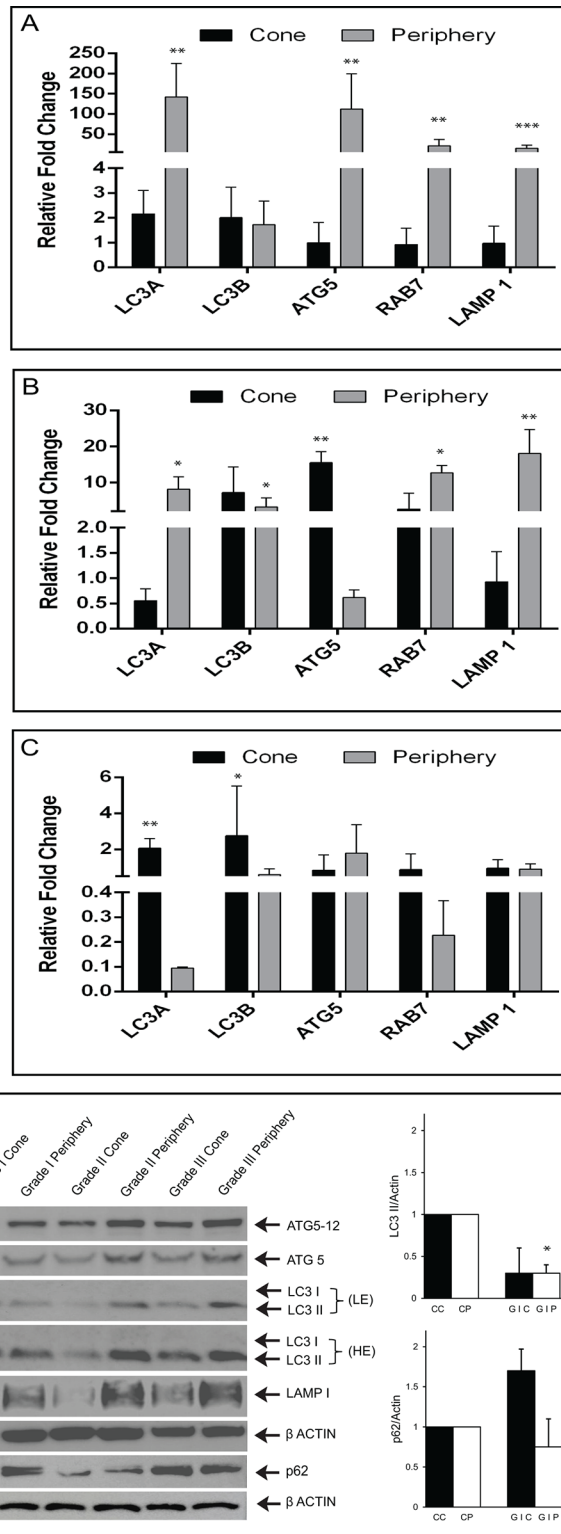 A
Cone Periphery
Relative Fold Change
250
200
150
100
50
4
3
2
1
0
** ** ** ***
LC3A LC3B ATG5 RAB7 LAMP 1
B
Cone Periphery
Relative Fold Change
30
20
10
2.0
1.5
1.0
0.5
0.0
* * ** * **
LC3A LC3B ATG5 RAB7 LAMP 1
C
Cone Periphery
Relative Fold Change
6
4
2
0.4
0.3
0.2
0.1
0.0
** *
LC3A LC3B ATG5 RAB7 LAMP 1
I Cone
Grade I Periphery
Grade II Cone
Grade II Periphery
Grade III Cone
Grade III Periphery
ATG5-12
ATG 5
LC3 I
LC3 II
(LE)
LC3 I
LC3 II
(HE)
LAMP I
β ACTIN
p62
β ACTIN
LC3 II/Actin
2
1.5
1
0.5
0
*
CC CP G I C G I P
p62/Actin
2
1.5
1
0.5
0
CC CP G I C G I P